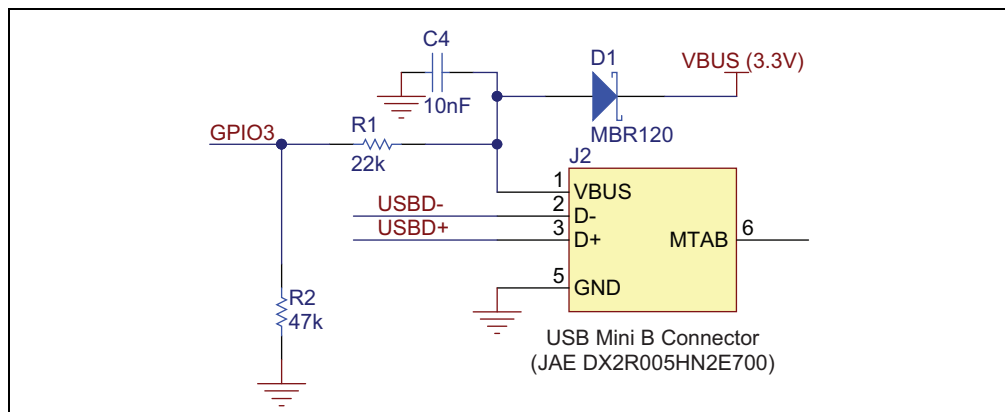 C4
10nF
D1
MBR120
VBUS (3.3V)
GPIO3
R1
22k
J2
1
VBUS
USBD-
2
D-
USBD+
3
D+
MTAB
6
5
GND
R2
47k
USB Mini B Connector
(JAE DX2R005HN2E700)